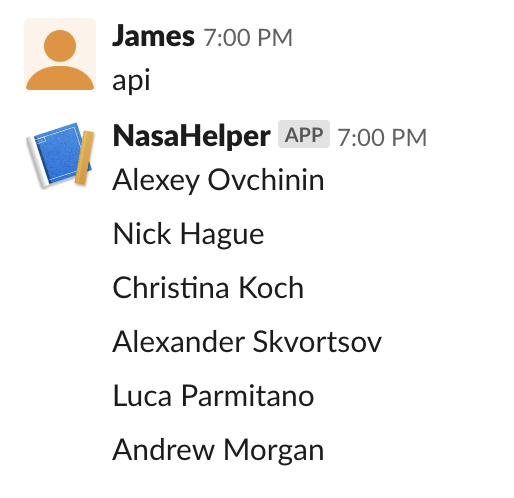 James 7:00 PM
api
NasaHelper APP 7:00 PM
Alexey Ovchinin
Nick Hague
Christina Koch
Alexander Skvortsov
Luca Parmitano
Andrew Morgan